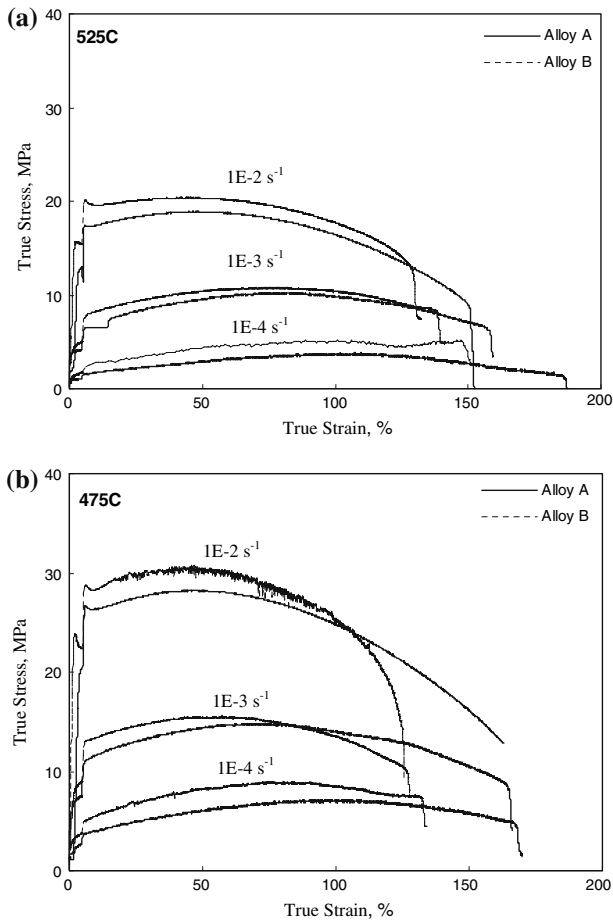 (a)
525C
Alloy A
Alloy B
40
30
20
10
0
True Stress, MPa
1E-2 s⁻¹
1E-3 s⁻¹
1E-4 s⁻¹
0 50 100 150 200
True Strain, %
(b)
475C
Alloy A
Alloy B
40
30
20
10
0
True Stress, MPa
1E-2 s⁻¹
1E-3 s⁻¹
1E-4 s⁻¹
0 50 100 150 200
True Strain, %